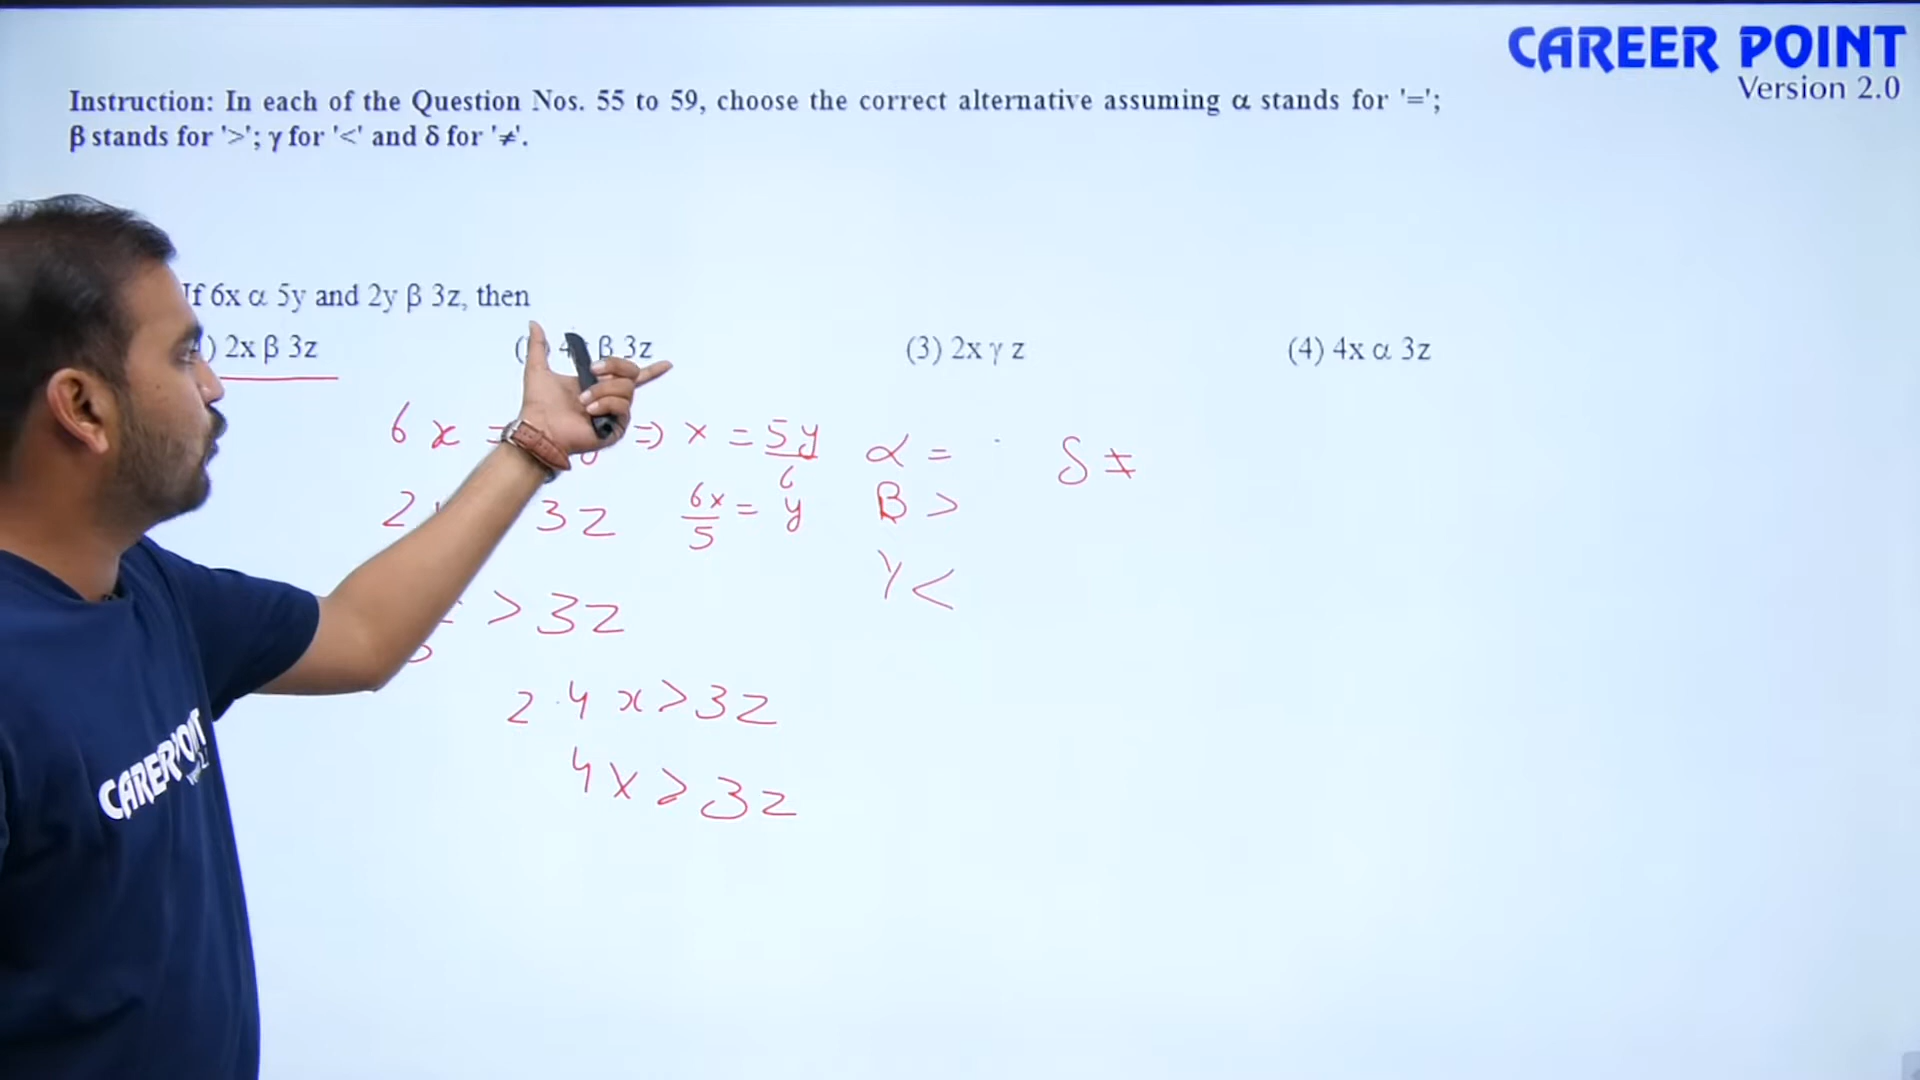 CAREER POINT
Version 2.0
Instruction: In each of the Question Nos. 55 to 59, choose the correct alternative assuming α stands for '=';
β stands for '>'; γ for '<' and δ for '≠'.
If 6x α 5y and 2y β 3z, then
) 2x β 3z
β 3z
(3) 2x γ z
(4) 4x α 3z
6x = ⇒ x = 5y/6
α =
δ ≠
2 3z
6x/5 = y
β >
γ <
> 3z
2·4x > 3z
4x > 3z
CAREER POINT